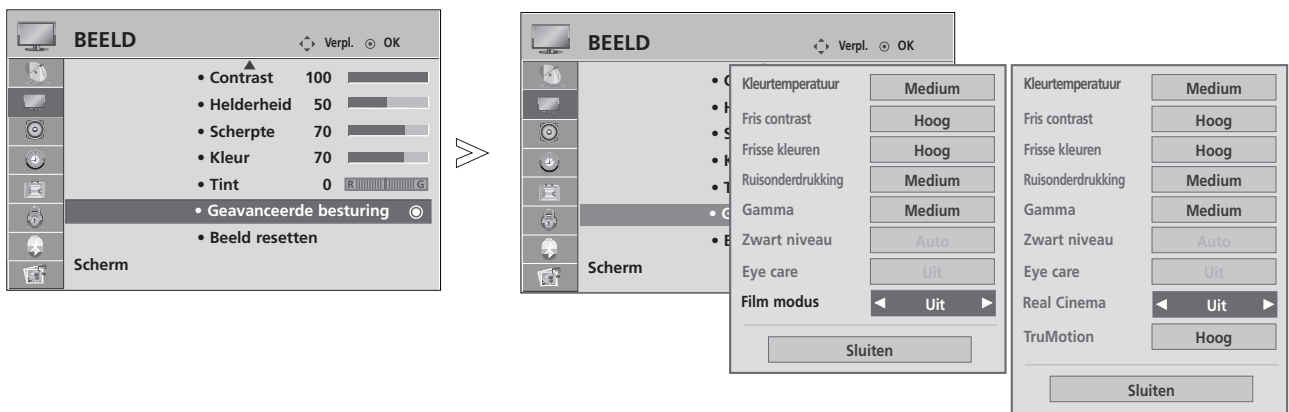 BEELD Verpl. OK
• Contrast 100
• Helderheid 50
• Scherpte 70
• Kleur 70
• Tint 0 R G
• Geavanceerde besturing
• Beeld resetten
Scherm
BEELD Verpl. OK
Scherm
Kleurtemperatuur Medium
Fris contrast Hoog
Frisse kleuren Hoog
Ruisonderdrukking Medium
Gamma Medium
Zwart niveau Auto
Eye care Uit
Film modus ◀ Uit ▶
Sluiten
Kleurtemperatuur Medium
Fris contrast Hoog
Frisse kleuren Hoog
Ruisonderdrukking Medium
Gamma Medium
Zwart niveau Auto
Eye care Uit
Real Cinema ◀ Uit ▶
TruMotion Hoog
Sluiten